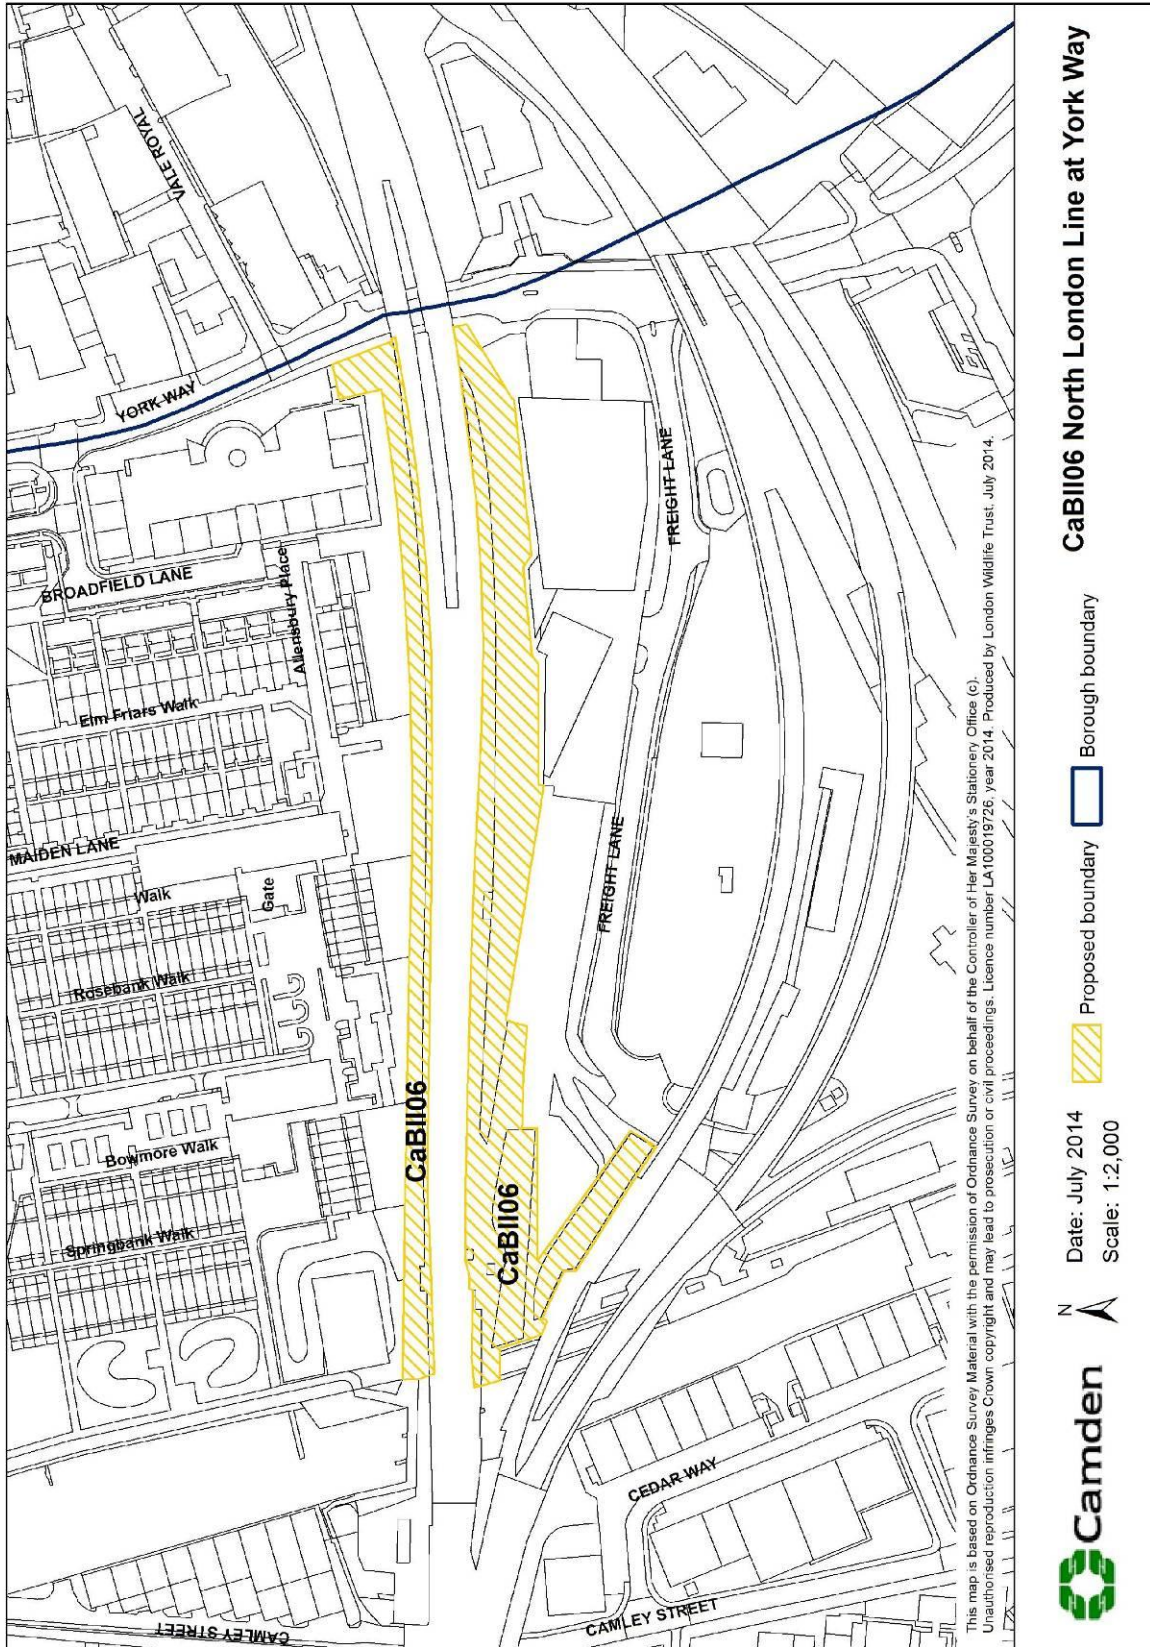 CAMLEY STREET
Springbank Walk
Bowmore Walk
Rosebank Walk
Walk
Gate
MAIDEN LANE
Elm Friars Walk
BROADFIELD LANE
Allensbury Place
YORK WAY
VALE ROYAL
CaBII06
CaBII06
FREIGHT LANE
FREIGHT LANE
CEDAR WAY
CAMLEY STREET
This map is based on Ordnance Survey Material with the permission of Ordnance Survey on behalf of the Controller of Her Majesty's Stationery Office (c).
Unauthorised reproduction infringes Crown copyright and may lead to prosecution or civil proceedings. Licence number LA100019726, year 2014. Produced by London Wildlife Trust, July 2014.
Camden
N
Date: July 2014
Scale: 1:2,000
Proposed boundary
Borough boundary
CaBII06 North London Line at York Way